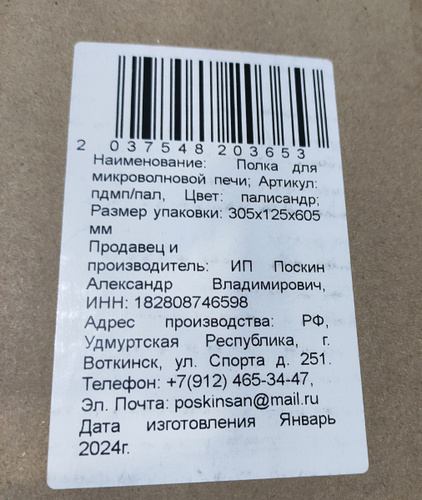 2 037548 203653
Наименование: Полка для
микроволновой печи; Артикул:
пдмп/пал, Цвет: палисандр;
Размер упаковки: 305х125х605
мм
Продавец и
производитель: ИП Поскин
Александр Владимирович,
ИНН: 182808746598
Адрес производства: РФ,
Удмуртская Республика, г.
Воткинск, ул. Спорта д. 251.
Телефон: +7(912) 465-34-47,
Эл. Почта: poskinsan@mail.ru
Дата изготовления Январь
2024г.